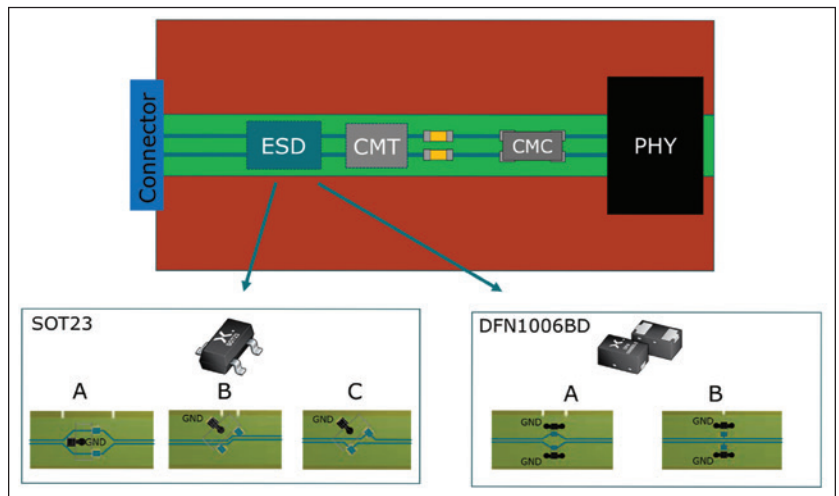 Connector
ESD
CMT
CMC
PHY
SOT23
DFN1006BD
A
B
C
GND
GND
GND
A
B
GND
GND
GND
GND